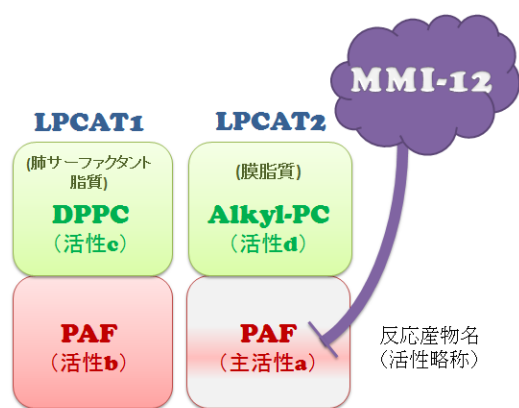 MMI-12
LPCAT1
LPCAT2
(肺サーファクタント
脂質)
DPPC
(活性c)
(膜脂質)
Alkyl-PC
(活性d)
PAF
(活性b)
PAF
(主活性a)
反応産物名
(活性略称)